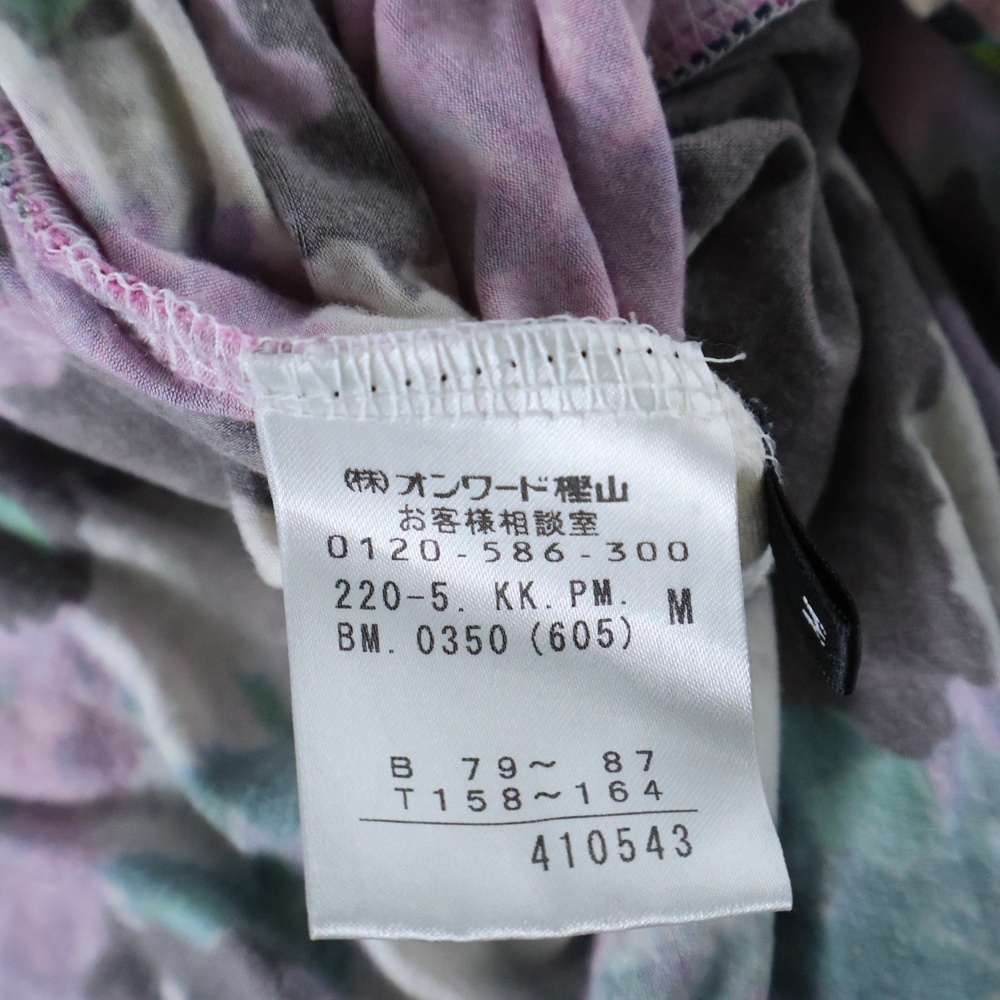 ㈱オンワード樫山
お客様相談室
0120-586-300
220-5. KK. PM. M
BM. 0350 (605)
B 79～ 87
T158～164
410543
M